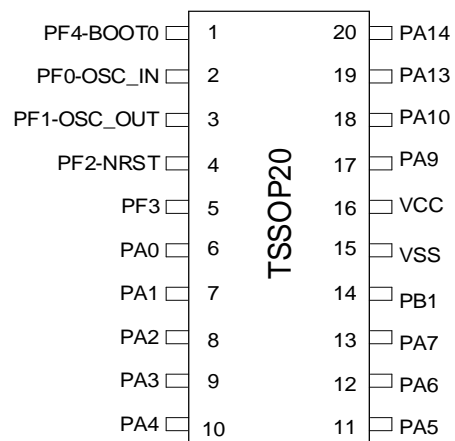 PF4-BOOT0 1 20 PA14
PF0-OSC_IN 2 19 PA13
PF1-OSC_OUT 3 18 PA10
PF2-NRST 4 17 PA9
PF3 5 16 VCC
PA0 6 15 VSS
PA1 7 14 PB1
PA2 8 13 PA7
PA3 9 12 PA6
PA4 10 11 PA5
TSSOP20